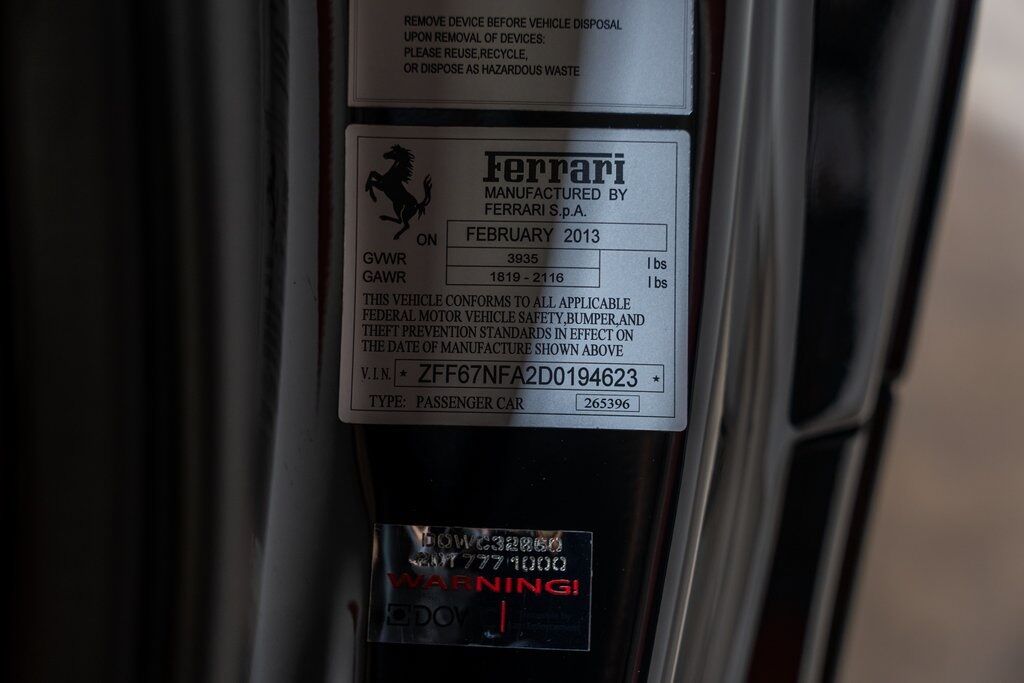 REMOVE DEVICE BEFORE VEHICLE DISPOSAL
UPON REMOVAL OF DEVICES:
PLEASE REUSE,RECYCLE,
OR DISPOSE AS HAZARDOUS WASTE
Ferrari
MANUFACTURED BY
FERRARI S.p.A.
ON FEBRUARY 2013
GVWR 3935 lbs
GAWR 1819 - 2116 lbs
THIS VEHICLE CONFORMS TO ALL APPLICABLE
FEDERAL MOTOR VEHICLE SAFETY,BUMPER,AND
THEFT PREVENTION STANDARDS IN EFFECT ON
THE DATE OF MANUFACTURE SHOWN ABOVE
V.I.N. * ZFF67NFA2D0194623 *
TYPE: PASSENGER CAR 265396
WARNING!